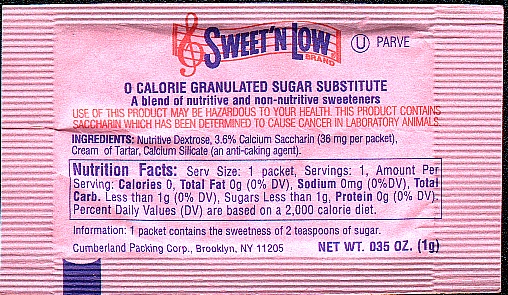 SWEET'N LOW
BRAND
U PARVE
0 CALORIE GRANULATED SUGAR SUBSTITUTE
A blend of nutritive and non-nutritive sweeteners
USE OF THIS PRODUCT MAY BE HAZARDOUS TO YOUR HEALTH. THIS PRODUCT CONTAINS
SACCHARIN WHICH HAS BEEN DETERMINED TO CAUSE CANCER IN LABORATORY ANIMALS.
INGREDIENTS: Nutritive Dextrose, 3.6% Calcium Saccharin (36 mg per packet),
Cream of Tartar, Calcium Silicate (an anti-caking agent).
Nutrition Facts: Serv Size: 1 packet, Servings: 1, Amount Per
Serving: Calories 0, Total Fat 0g (0% DV), Sodium 0mg (0%DV), Total
Carb. Less than 1g (0% DV), Sugars Less than 1g, Protein 0g (0% DV).
Percent Daily Values (DV) are based on a 2,000 calorie diet.
Information: 1 packet contains the sweetness of 2 teaspoons of sugar.
Cumberland Packing Corp., Brooklyn, NY 11205 NET WT. .035 OZ. (1g)